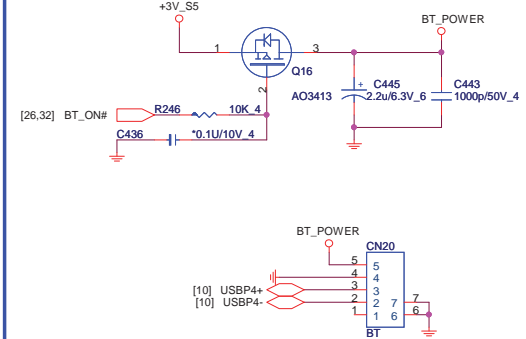 +3V_S5
BT_POWER
1
3
Q16
2
AO3413
C445
2.2u/6.3V_6
C443
1000p/50V_4
[26,32] BT_ON#
R246
10K_4
C436
*0.1U/10V_4
+
BT_POWER
CN20
5
5
4
4
[10] USBP4+
3
3
[10] USBP4-
2
2
7
7
1
1
6
6
BT